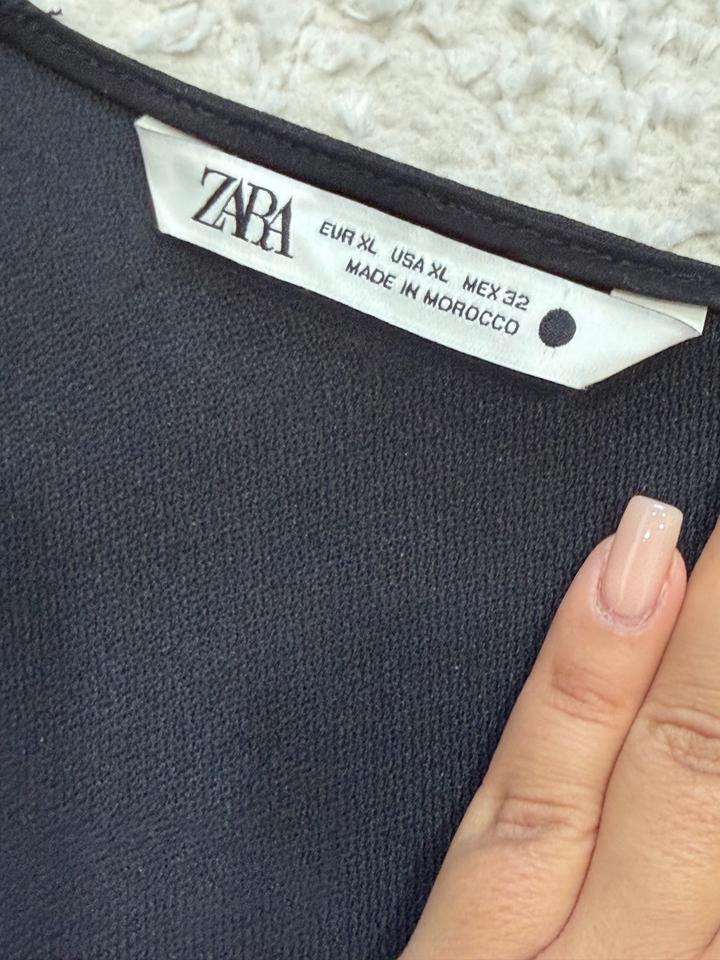 ZARA
EUR XL USA XL MEX 32
MADE IN MOROCCO